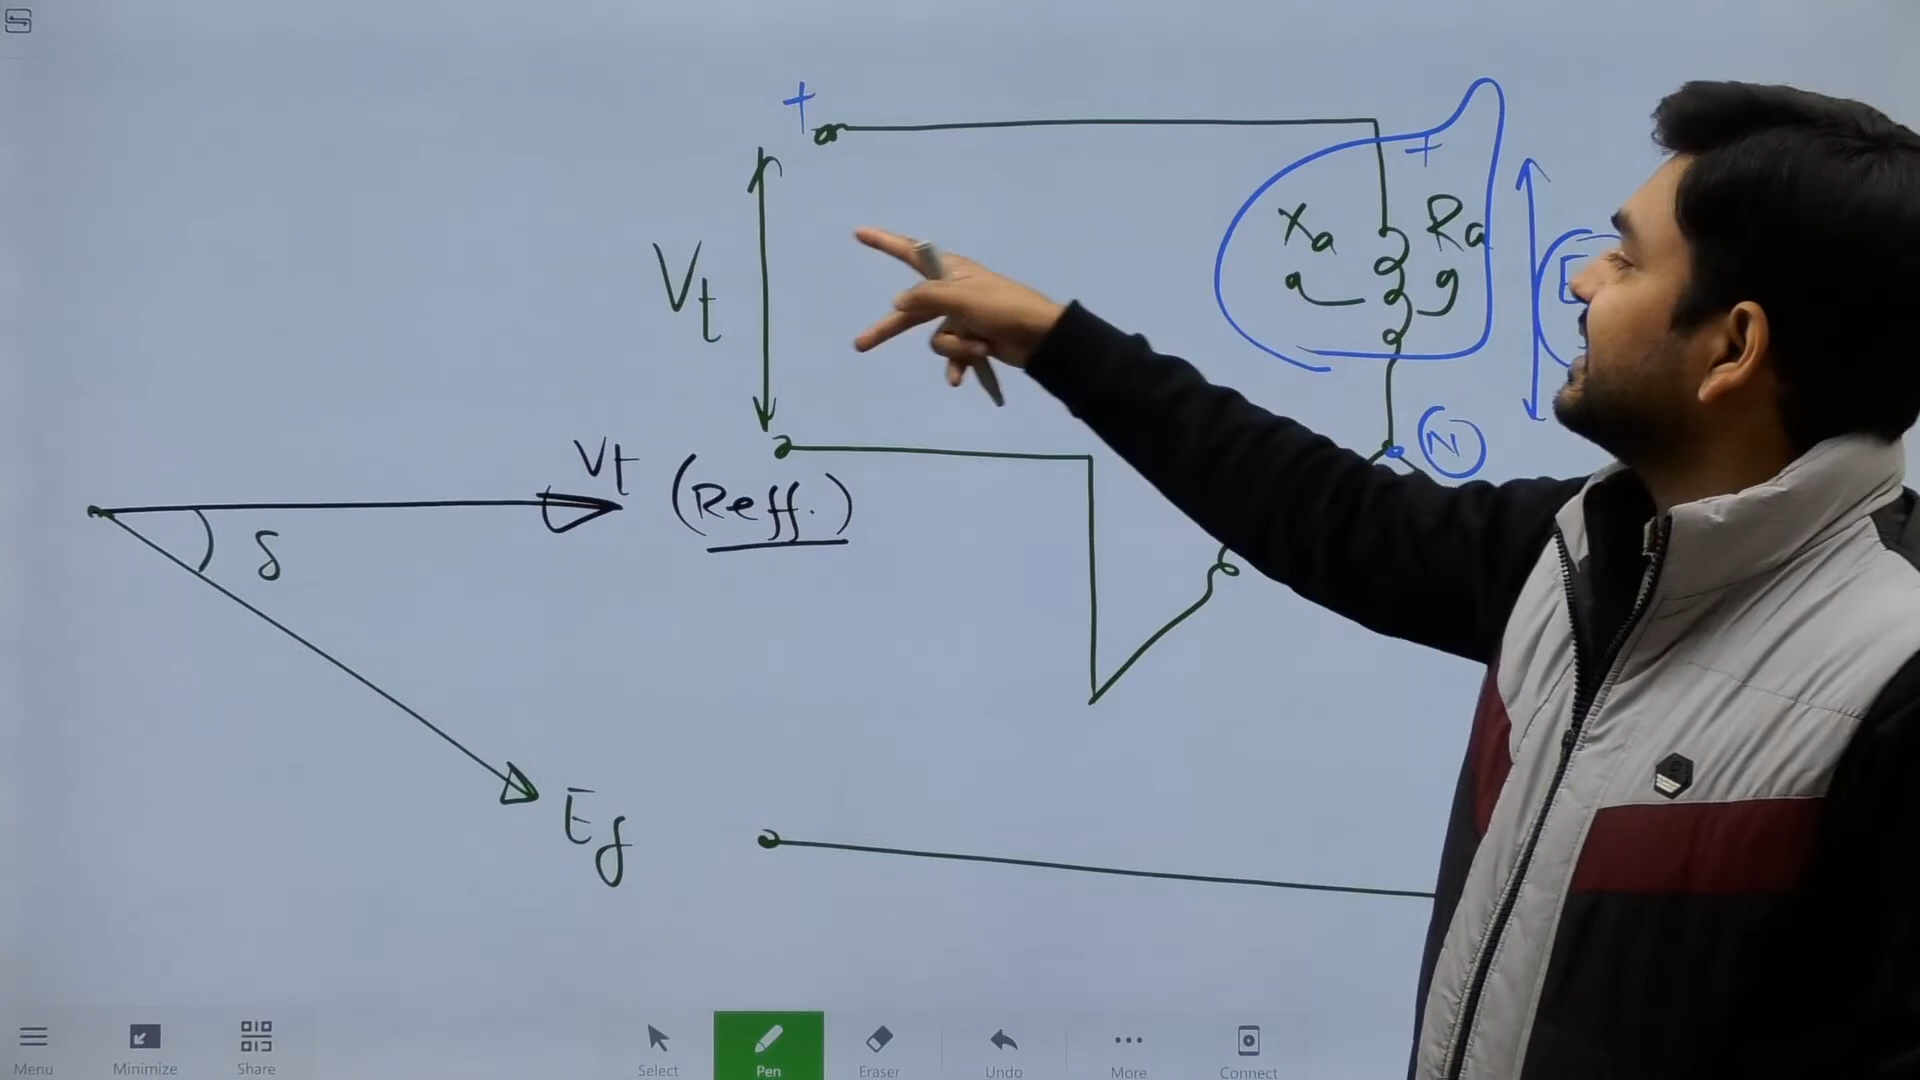 +
+
Xa
Ra
Vt
E
N
Vt (Reff.)
δ
Ef
Menu
Minimize
Share
Select
Pen
Eraser
Undo
More
Connect